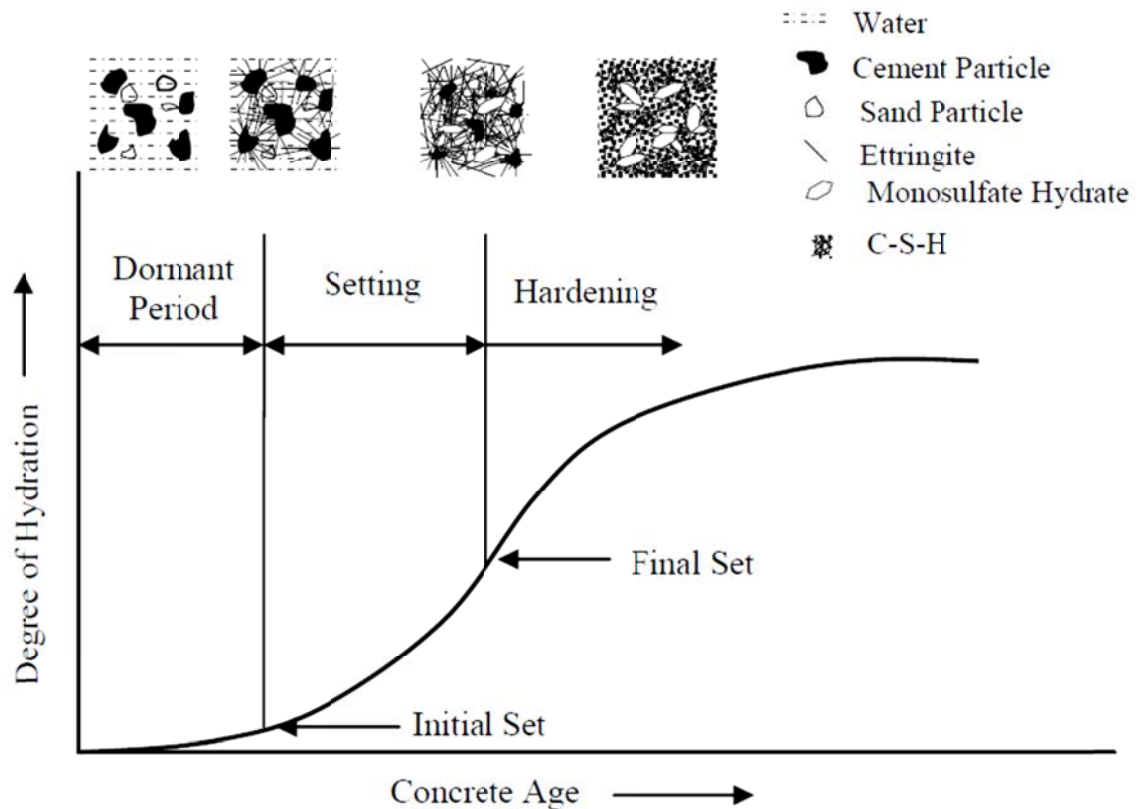 Water
Cement Particle
Sand Particle
Ettringite
Monosulfate Hydrate
C-S-H
Dormant
Period
Setting
Hardening
Degree of Hydration
Final Set
Initial Set
Concrete Age